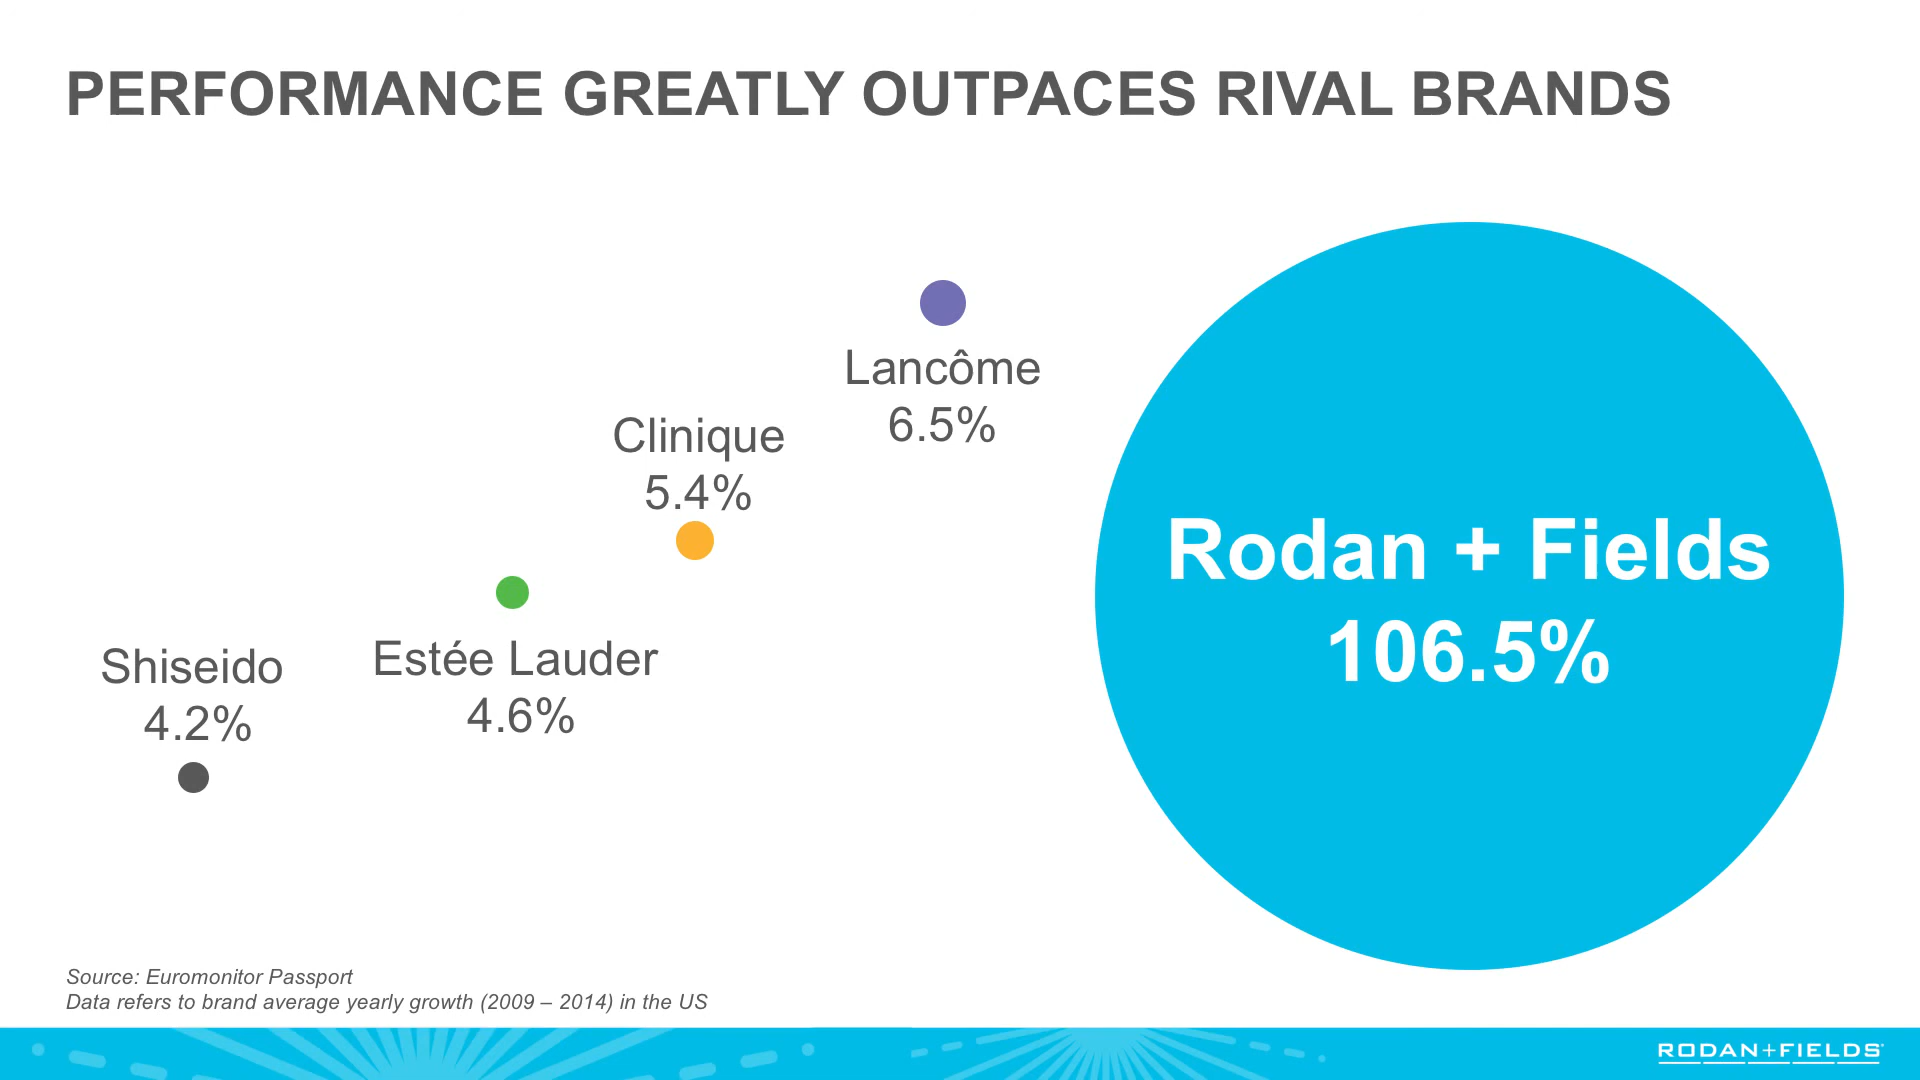 PERFORMANCE GREATLY OUTPACES RIVAL BRANDS
Lancôme
6.5%
Clinique
5.4%
Rodan + Fields
106.5%
Estée Lauder
4.6%
Shiseido
4.2%
Source: Euromonitor Passport
Data refers to brand average yearly growth (2009 – 2014) in the US
RODAN+FIELDS